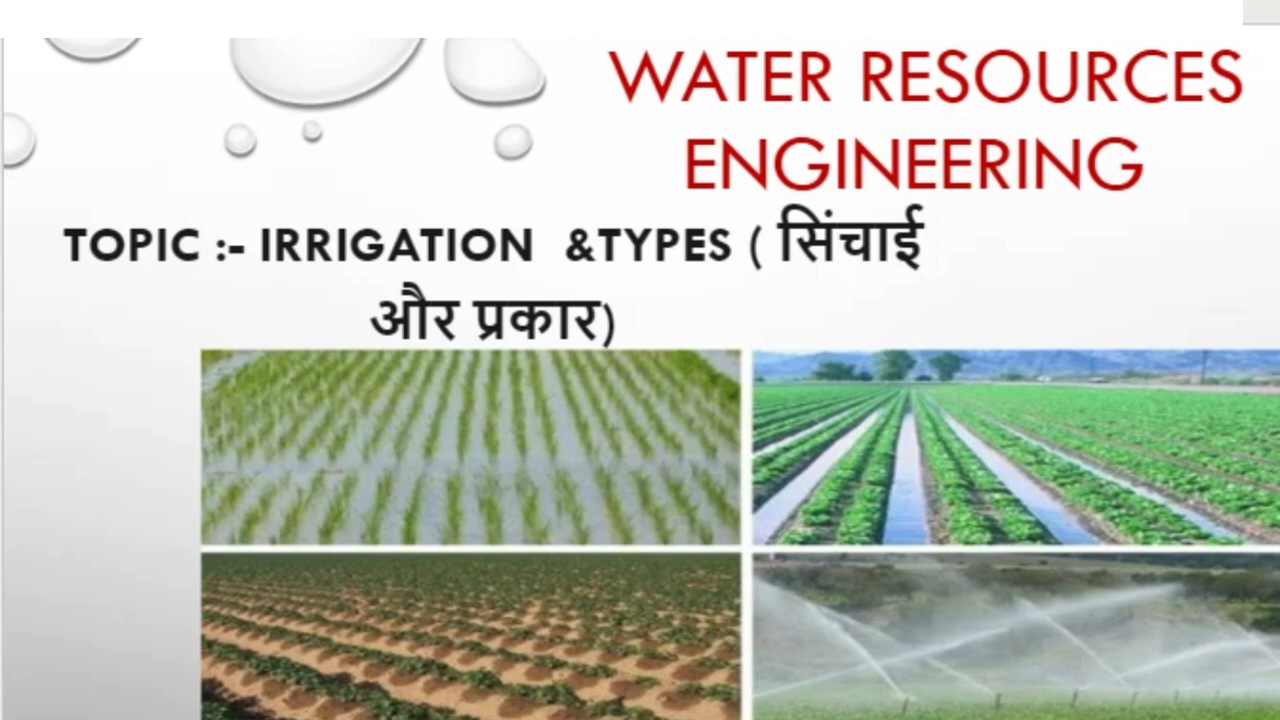 WATER RESOURCES
ENGINEERING
TOPIC :- IRRIGATION &TYPES ( सिंचाई
और प्रकार)